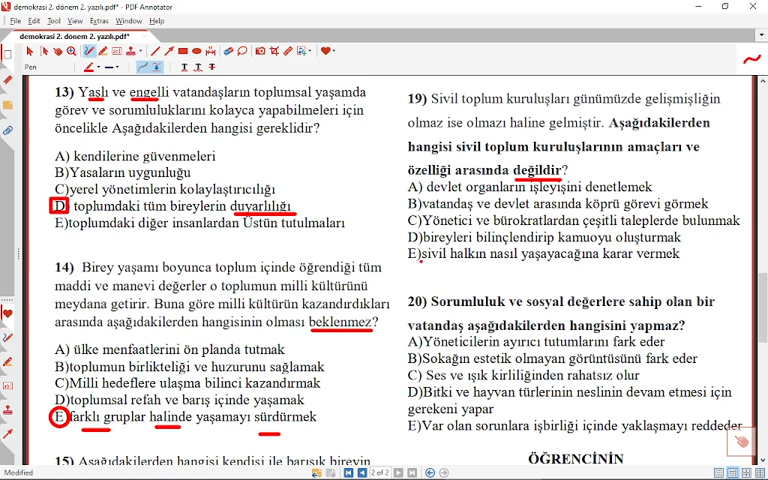 demokrasi 2. dönem 2. yazılı.pdf* - PDF Annotator
File Edit Tool View Extras Window Help
demokrasi 2. dönem 2. yazılı.pdf*
Pen
13) Yaşlı ve engelli vatandaşların toplumsal yaşamda
görev ve sorumluluklarını kolayca yapabilmeleri için
öncelikle Aşağıdakilerden hangisi gereklidir?
A) kendilerine güvenmeleri
B)Yasaların uygunluğu
C)yerel yönetimlerin kolaylaştırıcılığı
D) toplumdaki tüm bireylerin duyarlılığı
E)toplumdaki diğer insanlardan Üstün tutulmaları
14) Birey yaşamı boyunca toplum içinde öğrendiği tüm
maddi ve manevi değerler o toplumun milli kültürünü
meydana getirir. Buna göre milli kültürün kazandırdıkları
arasında aşağıdakilerden hangisinin olması beklenmez?
A) ülke menfaatlerini ön planda tutmak
B)toplumun birlikteliği ve huzurunu sağlamak
C)Milli hedeflere ulaşma bilinci kazandırmak
D)toplumsal refah ve barış içinde yaşamak
E)farklı gruplar halinde yaşamayı sürdürmek
15) Aşağıdakilerden hangisi kendisi ile barışık bireyin
19) Sivil toplum kuruluşları günümüzde gelişmişliğin
olmaz ise olmazı haline gelmiştir. Aşağıdakilerden
hangisi sivil toplum kuruluşlarının amaçları ve
özelliği arasında değildir?
A) devlet organların işleyişini denetlemek
B)vatandaş ve devlet arasında köprü görevi görmek
C)Yönetici ve bürokratlardan çeşitli taleplerde bulunmak
D)bireyleri bilinçlendirip kamuoyu oluşturmak
E)sivil halkın nasıl yaşayacağına karar vermek
20) Sorumluluk ve sosyal değerlere sahip olan bir
vatandaş aşağıdakilerden hangisini yapmaz?
A)Yöneticilerin ayırıcı tutumlarını fark eder
B)Sokağın estetik olmayan görüntüsünü fark eder
C) Ses ve ışık kirliliğinden rahatsız olur
D)Bitki ve hayvan türlerinin neslinin devam etmesi için
gerekeni yapar
E)Var olan sorunlara işbirliği içinde yaklaşmayı reddeder
ÖĞRENCİNİN
Modified
2 of 2